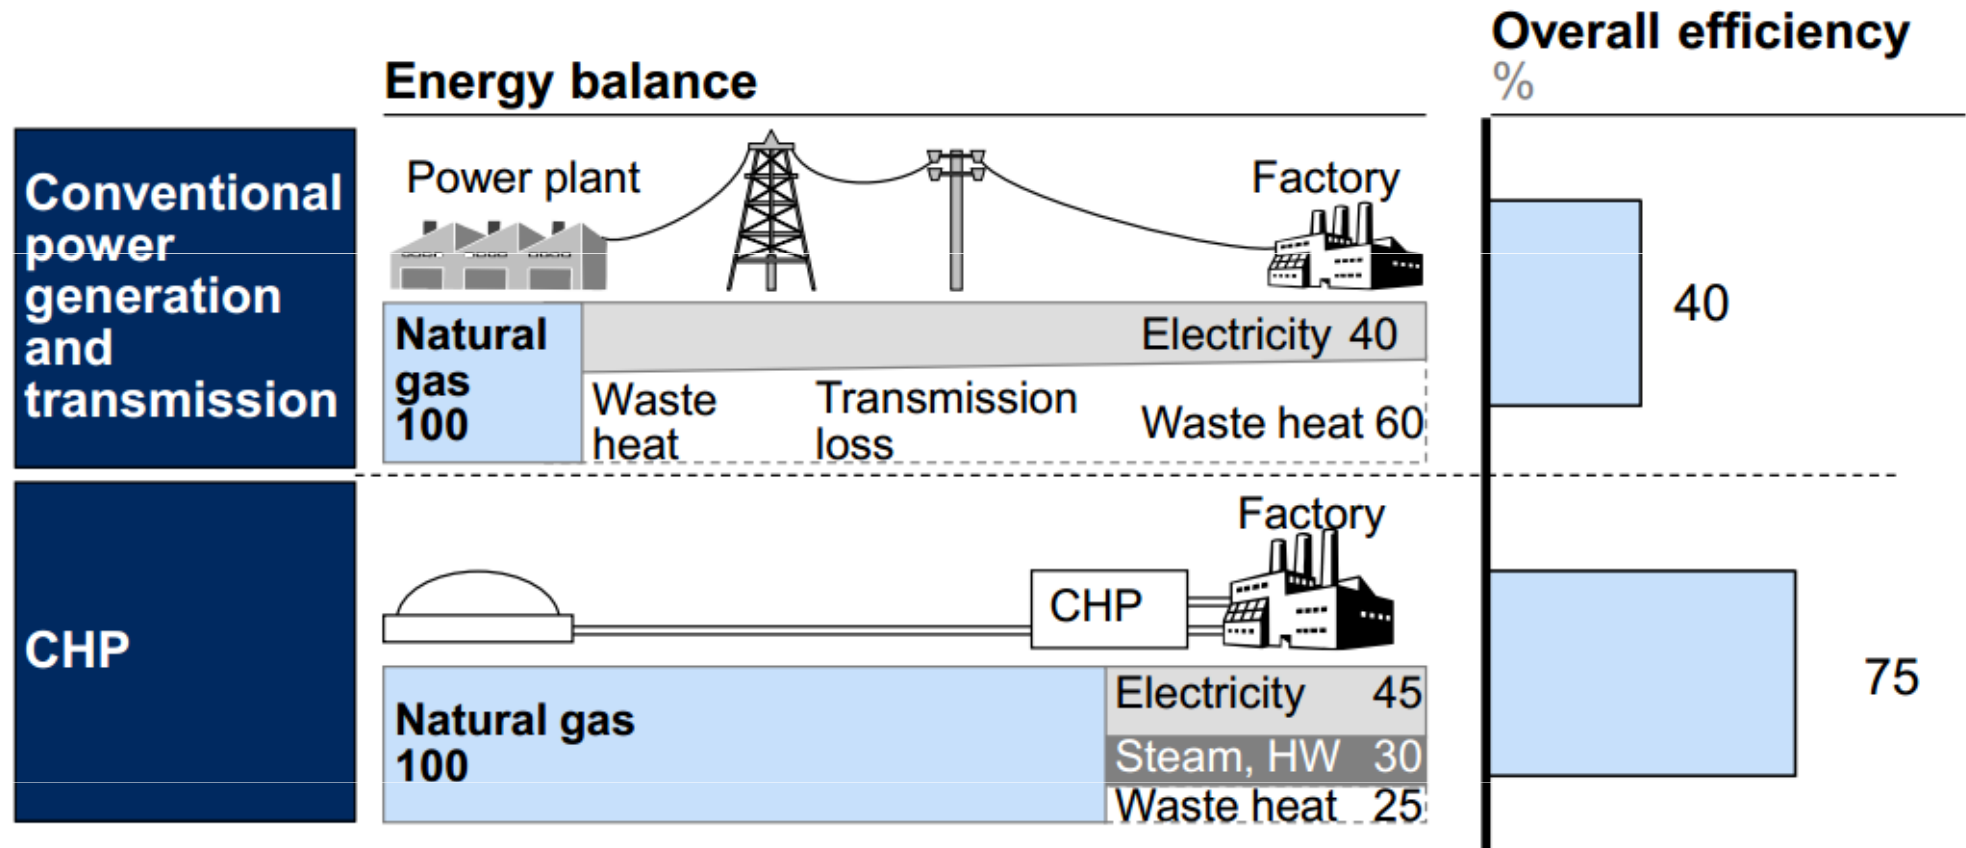 Overall efficiency
%
Energy balance
Conventional
power
generation
and
transmission
Power plant
Factory
Natural
gas
100
Electricity 40
Waste
heat
Transmission
loss
Waste heat 60
40
CHP
Factory
CHP
Natural gas
100
Electricity 45
Steam, HW 30
Waste heat 25
75